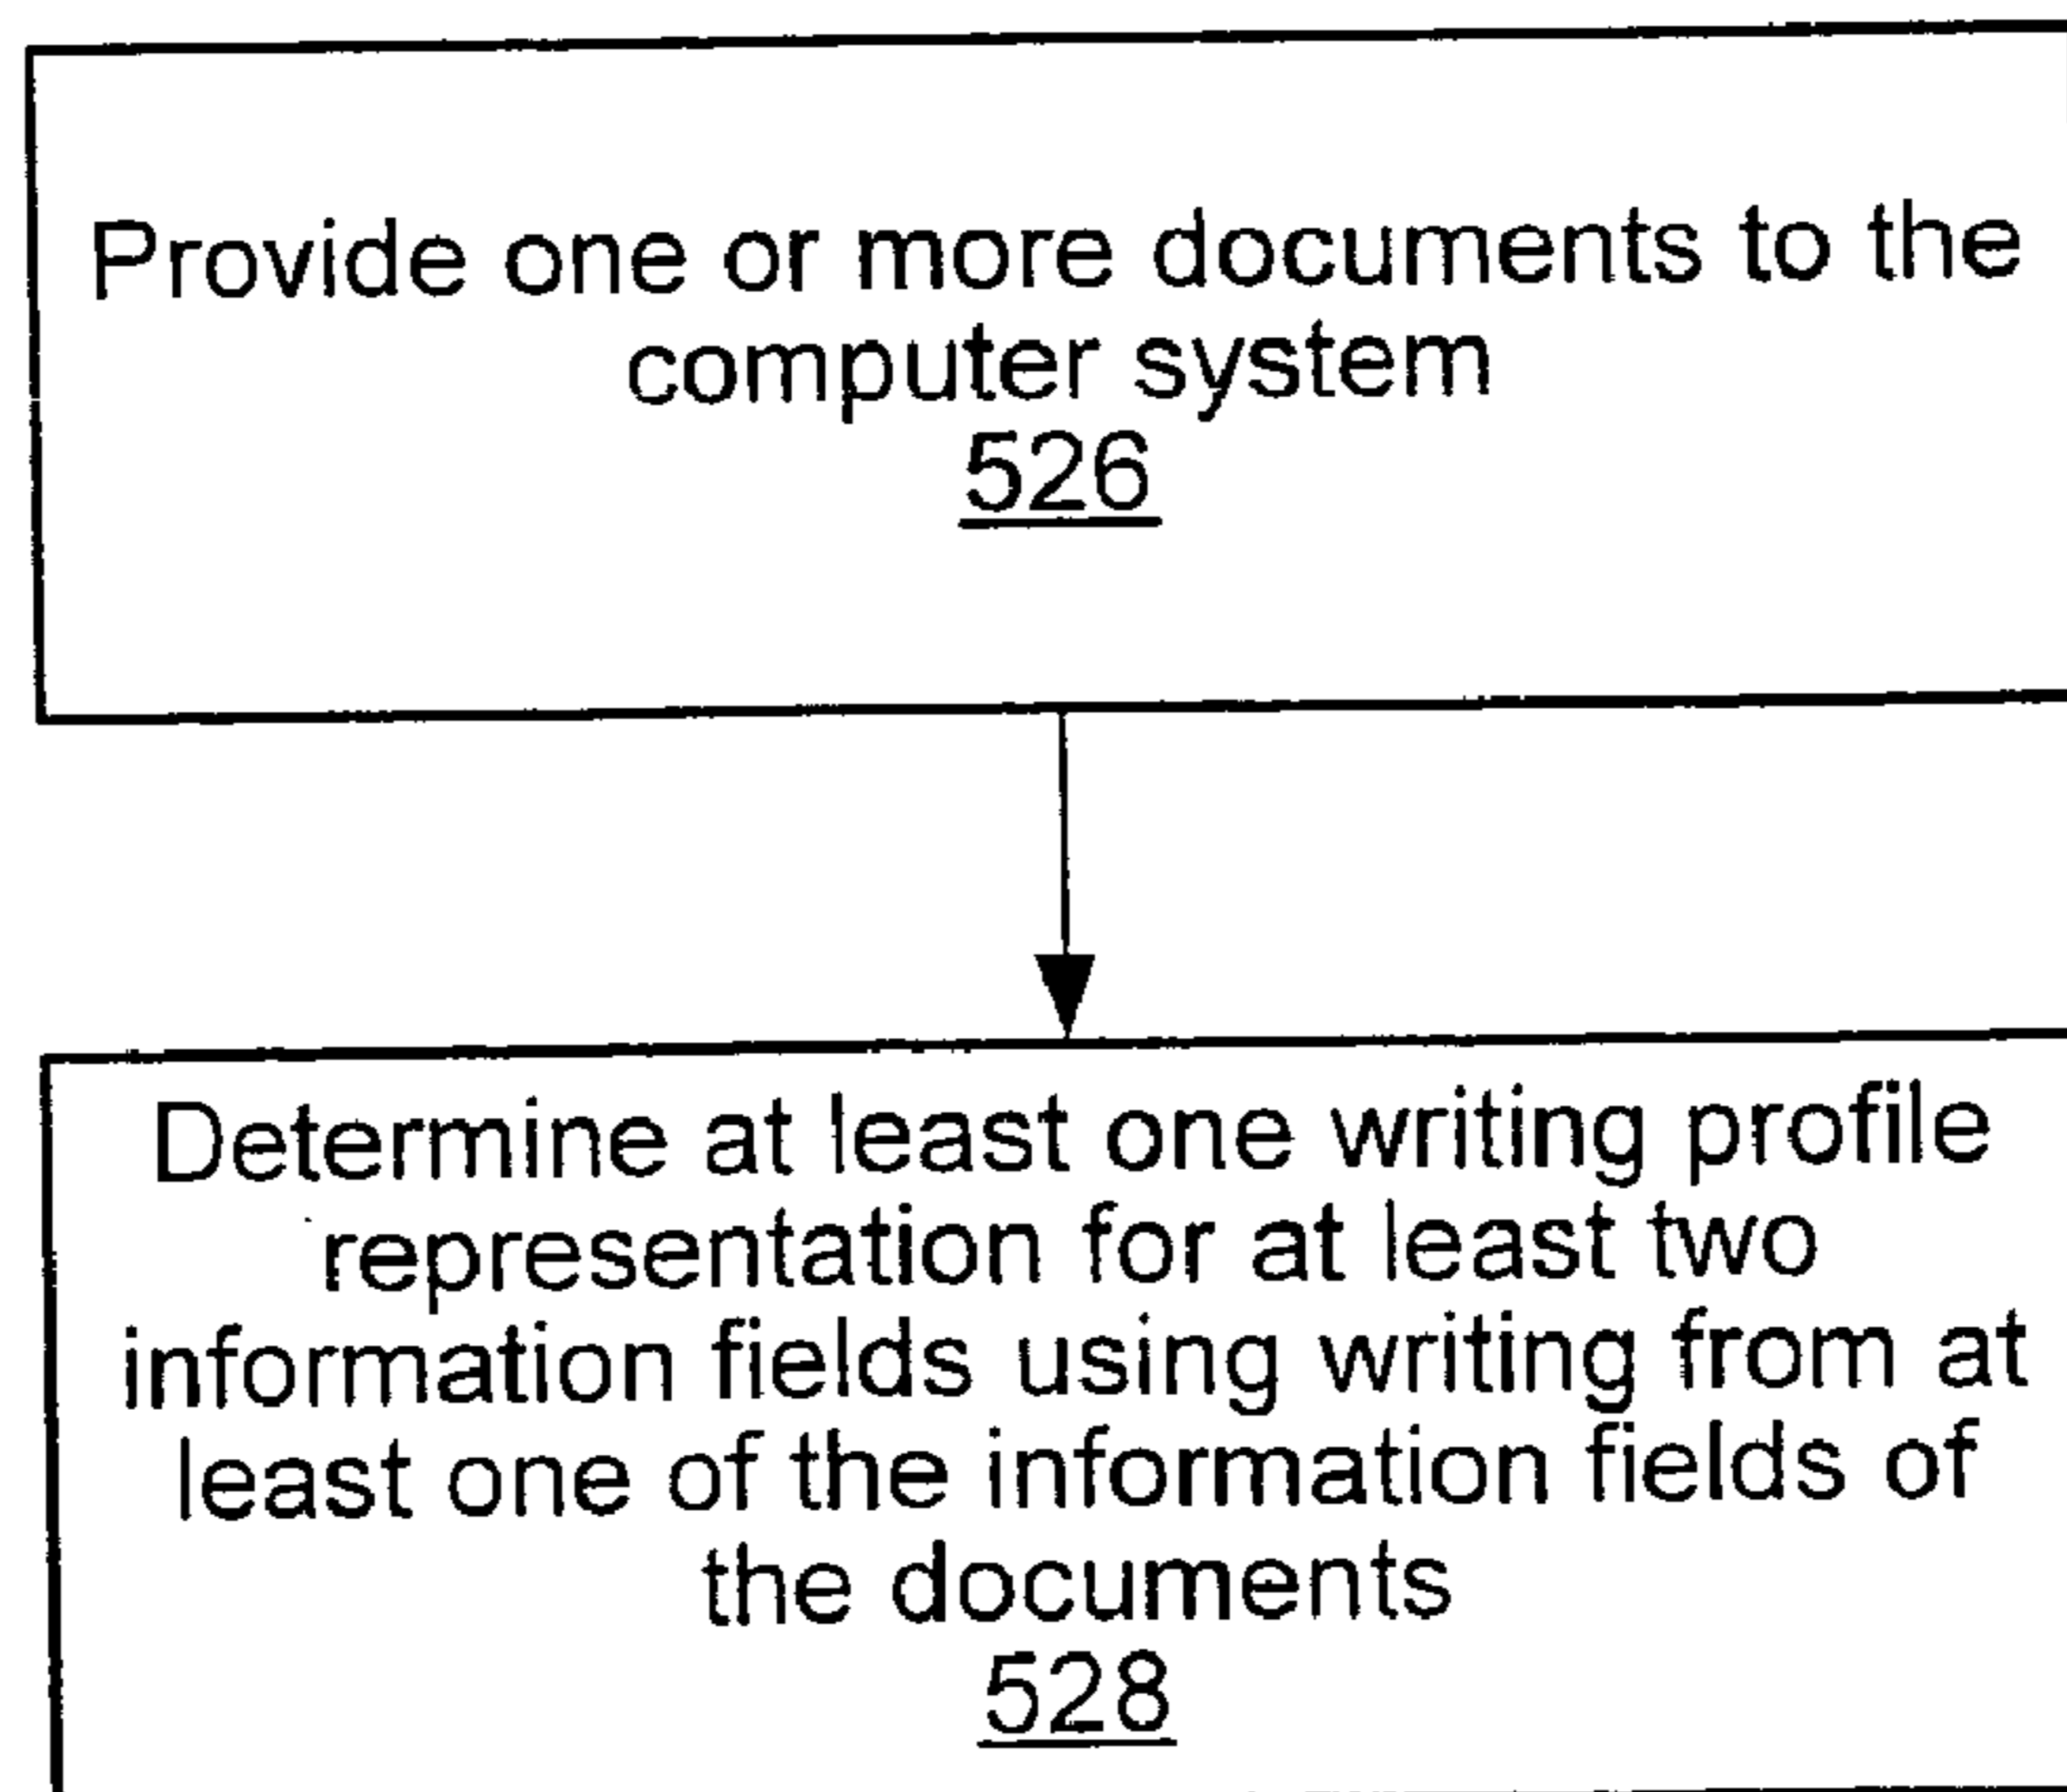 Provide one or more documents to the
computer system
526
Determine at least one writing profile
representation for at least two
information fields using writing from at
least one of the information fields of
the documents
528